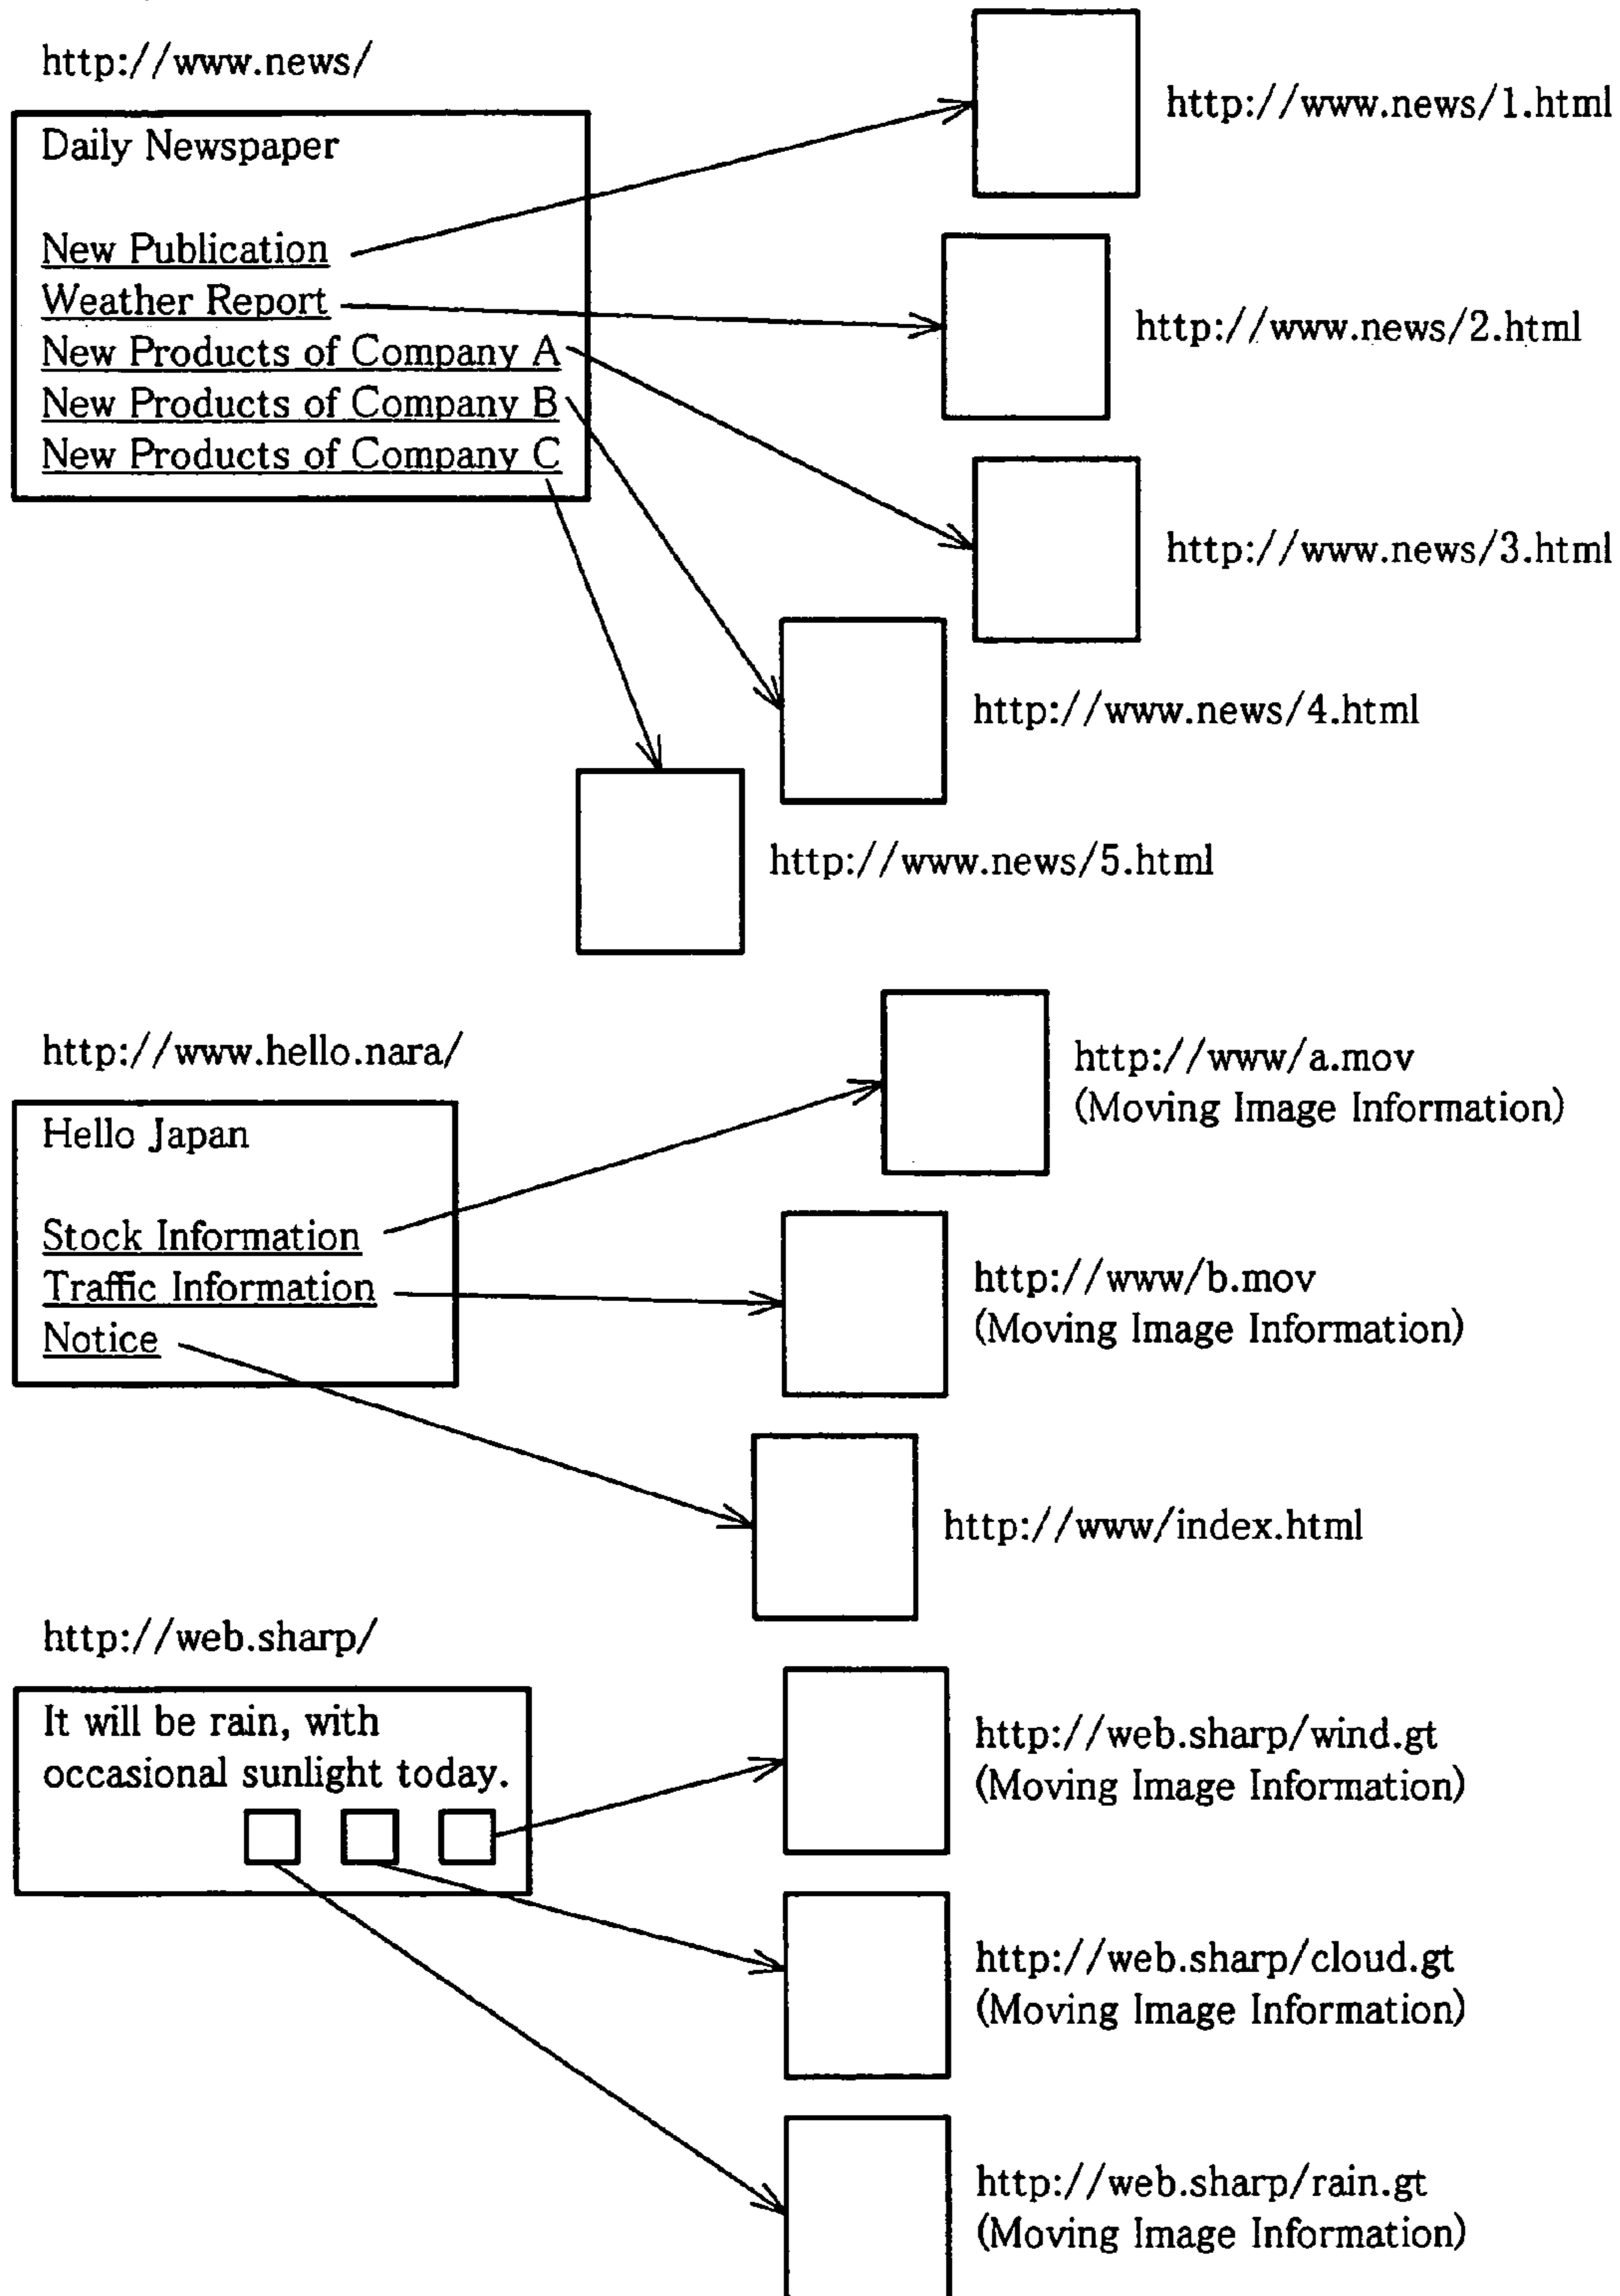 http://www.news/
http://www.news/1.html
Daily Newspaper
New Publication
Weather Report
New Products of Company A
New Products of Company B
New Products of Company C
http://www.news/2.html
http://www.news/3.html
http://www.news/4.html
http://www.news/5.html
http://www.hello.nara/
Hello Japan
Stock Information
Traffic Information
Notice
http://www/a.mov
(Moving Image Information)
http://www/b.mov
(Moving Image Information)
http://www/index.html
http://web.sharp/
It will be rain, with
occasional sunlight today.
http://web.sharp/wind.gt
(Moving Image Information)
http://web.sharp/cloud.gt
(Moving Image Information)
http://web.sharp/rain.gt
(Moving Image Information)